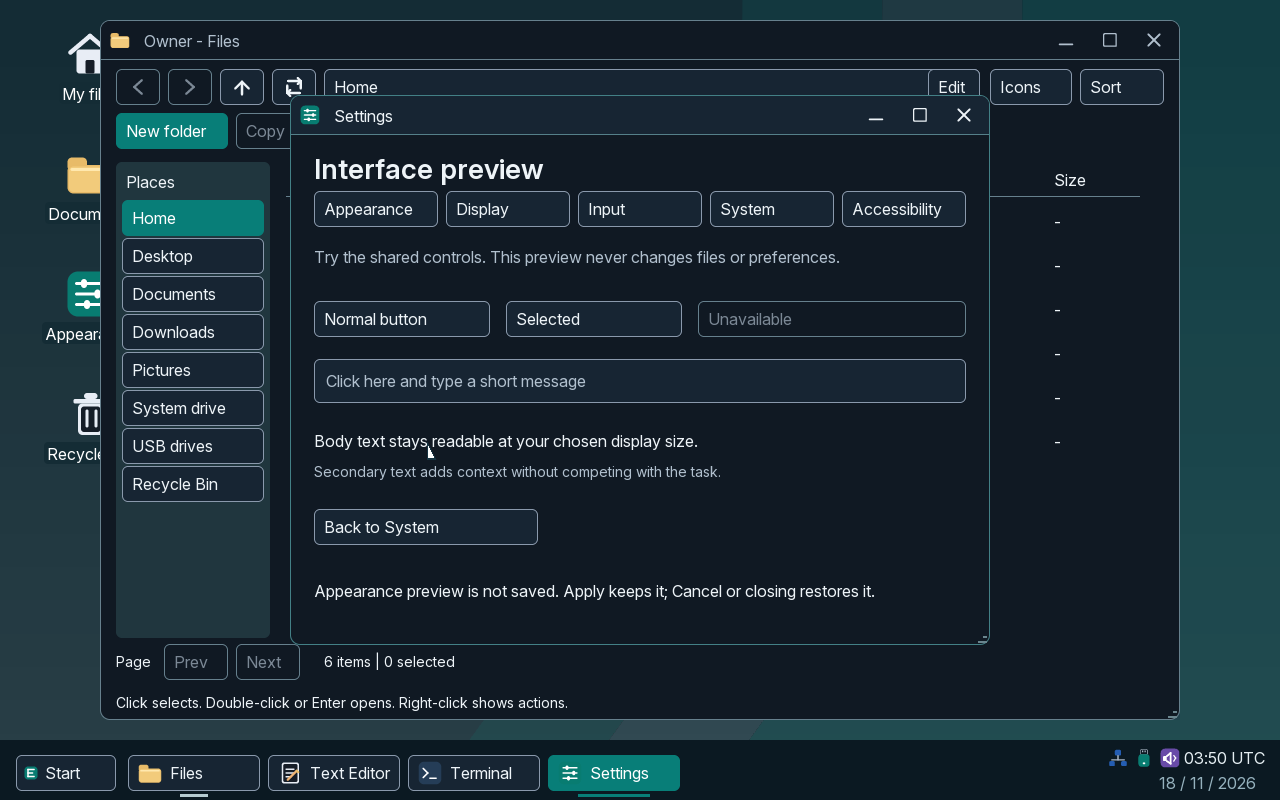 Owner - Files
Home
Edit
Icons
Sort
New folder
Copy
Settings
Interface preview
Appearance
Display
Input
System
Accessibility
Try the shared controls. This preview never changes files or preferences.
Normal button
Selected
Unavailable
Click here and type a short message
Body text stays readable at your chosen display size.
Secondary text adds context without competing with the task.
Back to System
Appearance preview is not saved. Apply keeps it; Cancel or closing restores it.
Places
Home
Desktop
Documents
Downloads
Pictures
System drive
USB drives
Recycle Bin
Size
-
-
-
-
-
-
My fil
Docum
Appear
Recycle
Page
Prev
Next
6 items | 0 selected
Click selects. Double-click or Enter opens. Right-click shows actions.
Start
Files
Text Editor
Terminal
Settings
03:50 UTC
18 / 11 / 2026